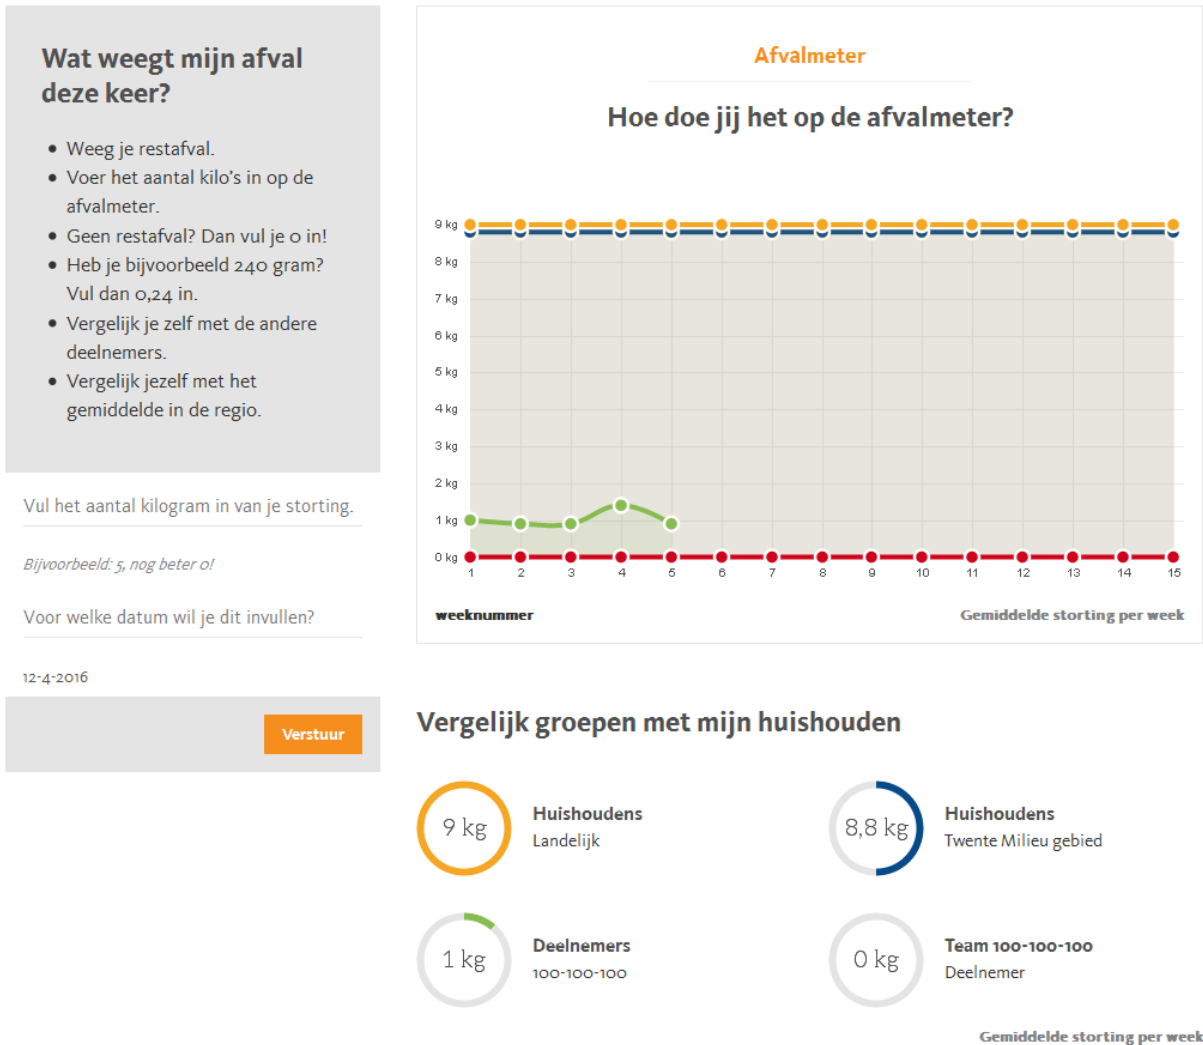 Wat weegt mijn afval
deze keer?
• Weeg je restafval.
• Voer het aantal kilo's in op de
afvalmeter.
• Geen restafval? Dan vul je 0 in!
• Heb je bijvoorbeeld 240 gram?
Vul dan 0,24 in.
• Vergelijk je zelf met de andere
deelnemers.
• Vergelijk jezelf met het
gemiddelde in de regio.
Vul het aantal kilogram in van je storting.
Bijvoorbeeld: 5, nog beter 0!
Voor welke datum wil je dit invullen?
12-4-2016
Verstuur
Afvalmeter
Hoe doe jij het op de afvalmeter?
9 kg
8 kg
7 kg
6 kg
5 kg
4 kg
3 kg
2 kg
1 kg
0 kg
1 2 3 4 5 6 7 8 9 10 11 12 13 14 15
weeknummer Gemiddelde storting per week
Vergelijk groepen met mijn huishouden
9 kg
Huishoudens
Landelijk
8,8 kg
Huishoudens
Twente Milieu gebied
1 kg
Deelnemers
100-100-100
0 kg
Team 100-100-100
Deelnemer
Gemiddelde storting per week